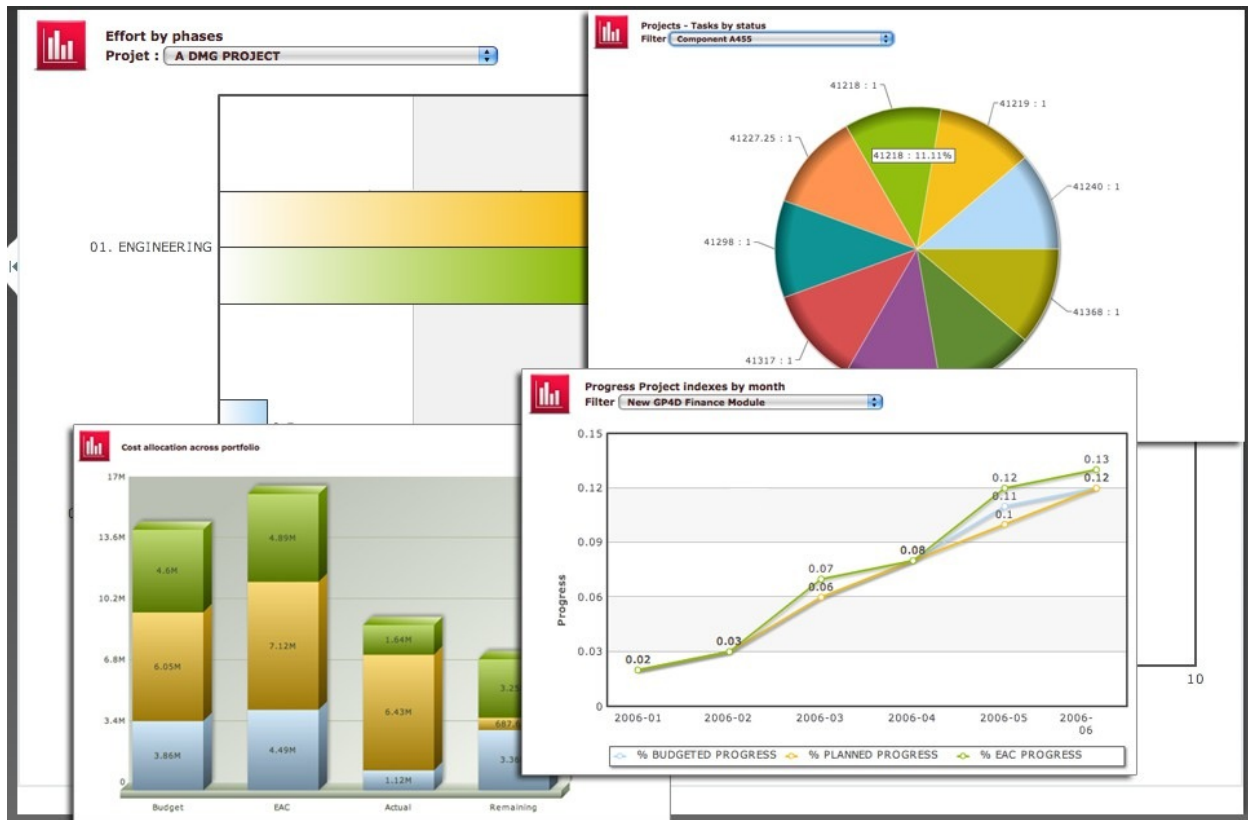 Effort by phases
Projet : A DMG PROJECT
01. ENGINEERING
10
Projects - Tasks by status
Filter Component A455
41218 : 1
41219 : 1
41227.25 : 1
41218 : 11.11%
41240 : 1
41298 : 1
41368 : 1
41317 : 1
Cost allocation across portfolio
17M
13.6M
10.2M
6.8M
3.4M
0
4.6M
6.05M
3.86M
4.89M
7.12M
4.49M
1.64M
6.43M
1.12M
Budget
EAC
Actual
Remaining
Progress Project indexes by month
Filter New GP4D Finance Module
Progress
0.15
0.12
0.09
0.06
0.03
0
0.02
0.03
0.07
0.06
0.08
0.12
0.11
0.1
0.13
0.12
2006-01
2006-02
2006-03
2006-04
2006-05
2006-
06
% BUDGETED PROGRESS
% PLANNED PROGRESS
% EAC PROGRESS